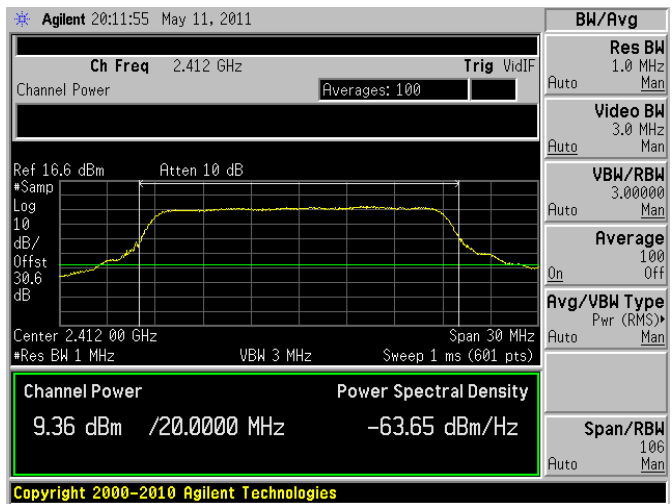 Agilent 20:11:55 May 11, 2011
BW/Avg
Ch Freq 2.412 GHz Trig VidIF
Channel Power Averages: 100
Ref 16.6 dBm Atten 10 dB
#Samp
Log
10
dB/
Offst
30.6
dB
Center 2.412 00 GHz Span 30 MHz
#Res BW 1 MHz VBW 3 MHz Sweep 1 ms (601 pts)
Channel Power Power Spectral Density
9.36 dBm /20.0000 MHz -63.65 dBm/Hz
Copyright 2000-2010 Agilent Technologies
Res BW
1.0 MHz
Auto Man
Video BW
3.0 MHz
Auto Man
VBW/RBW
3.00000
Auto Man
Average
100
On Off
Avg/VBW Type
Pwr (RMS)▸
Auto Man
Span/RBW
106
Auto Man